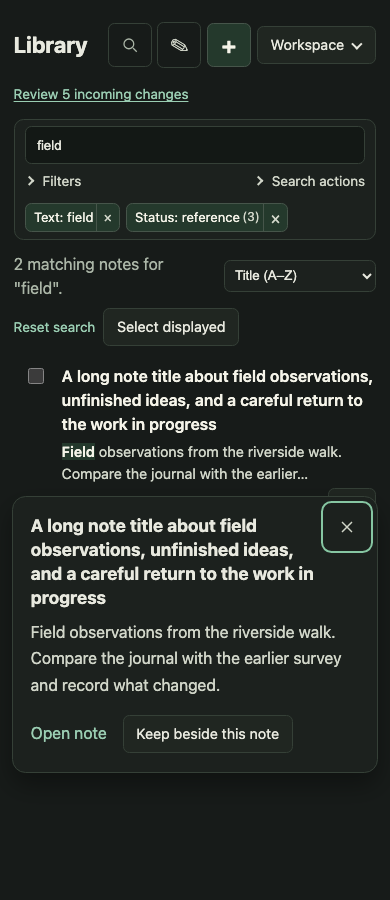 Library
Workspace
Review 5 incoming changes
field
Filters
Search actions
Text: field ×
Status: reference (3) ×
2 matching notes for
"field".
Title (A–Z)
Reset search
Select displayed
A long note title about field observations,
unfinished ideas, and a careful return to
the work in progress
Field observations from the riverside walk.
Compare the journal with the earlier...
A long note title about field
observations, unfinished ideas,
and a careful return to the work in
progress
Field observations from the riverside walk.
Compare the journal with the earlier survey
and record what changed.
Open note
Keep beside this note